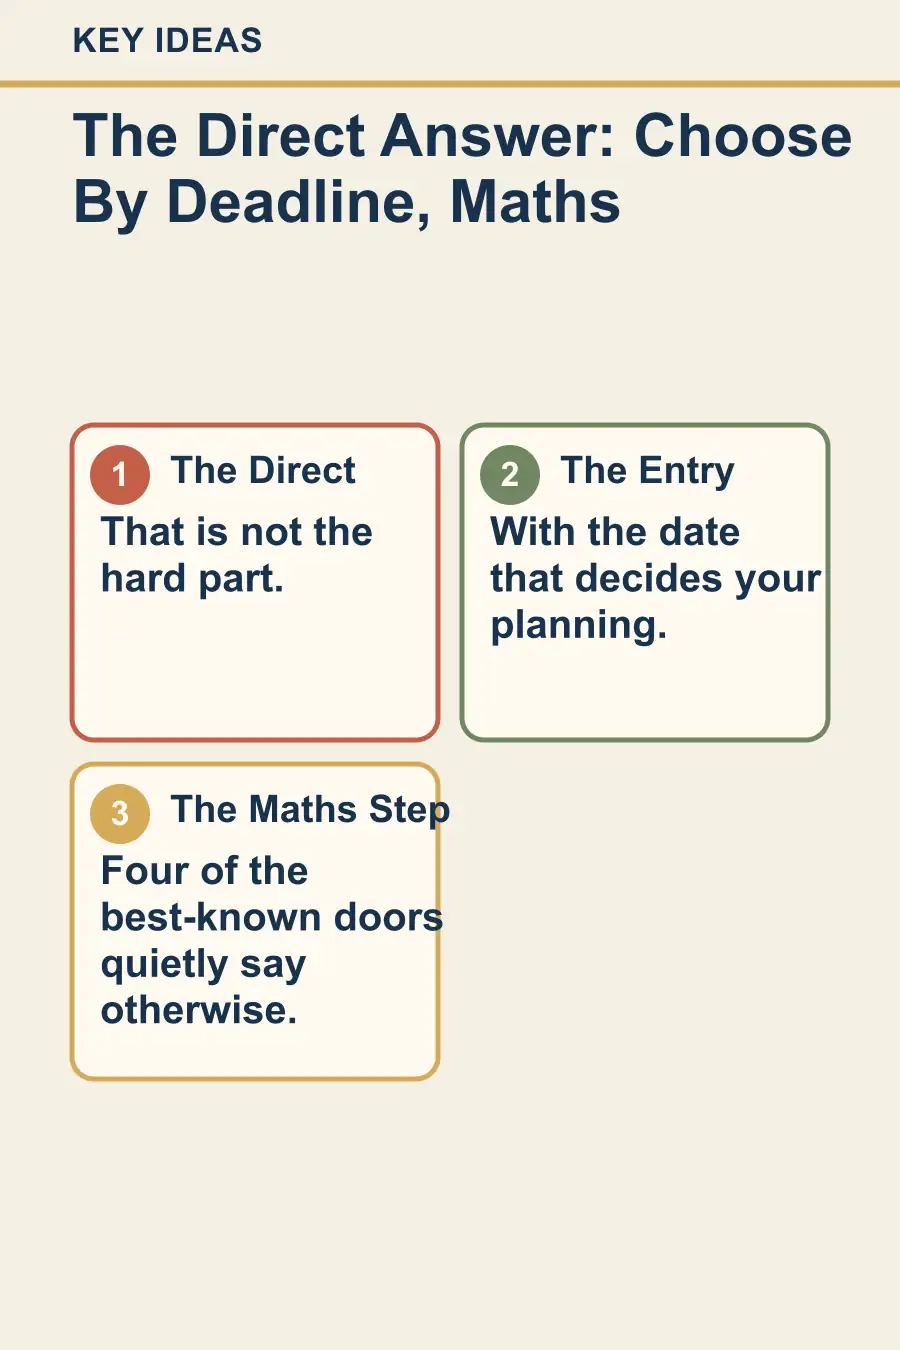 KEY IDEAS
The Direct Answer: Choose
By Deadline, Maths
1
The Direct
That is not the
hard part.
2
The Entry
With the date
that decides your
planning.
3
The Maths Step
Four of the
best-known doors
quietly say
otherwise.